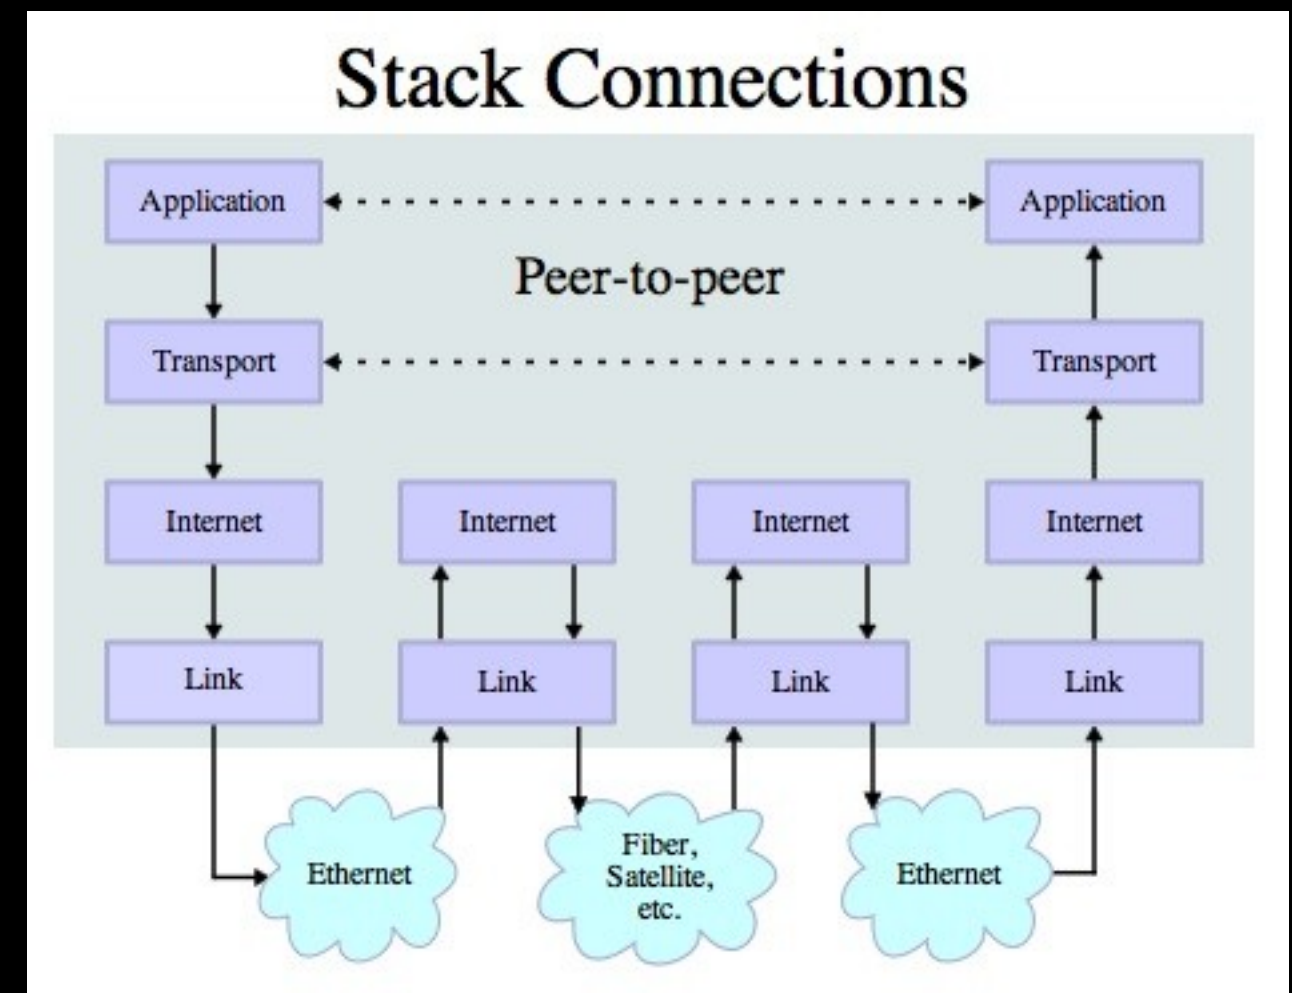 Stack Connections
Application
Application
Peer-to-peer
Transport
Transport
Internet
Internet
Internet
Internet
Link
Link
Link
Link
Ethernet
Fiber,
Satellite,
etc.
Ethernet